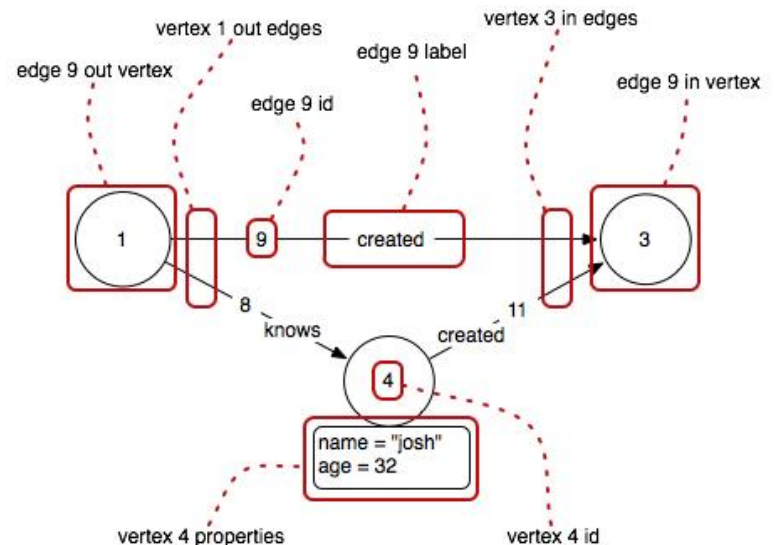 vertex 1 out edges
vertex 3 in edges
edge 9 label
edge 9 out vertex
edge 9 in vertex
edge 9 id
1
9
created
3
8
knows
11
created
4
name = "josh"
age = 32
vertex 4 properties
vertex 4 id